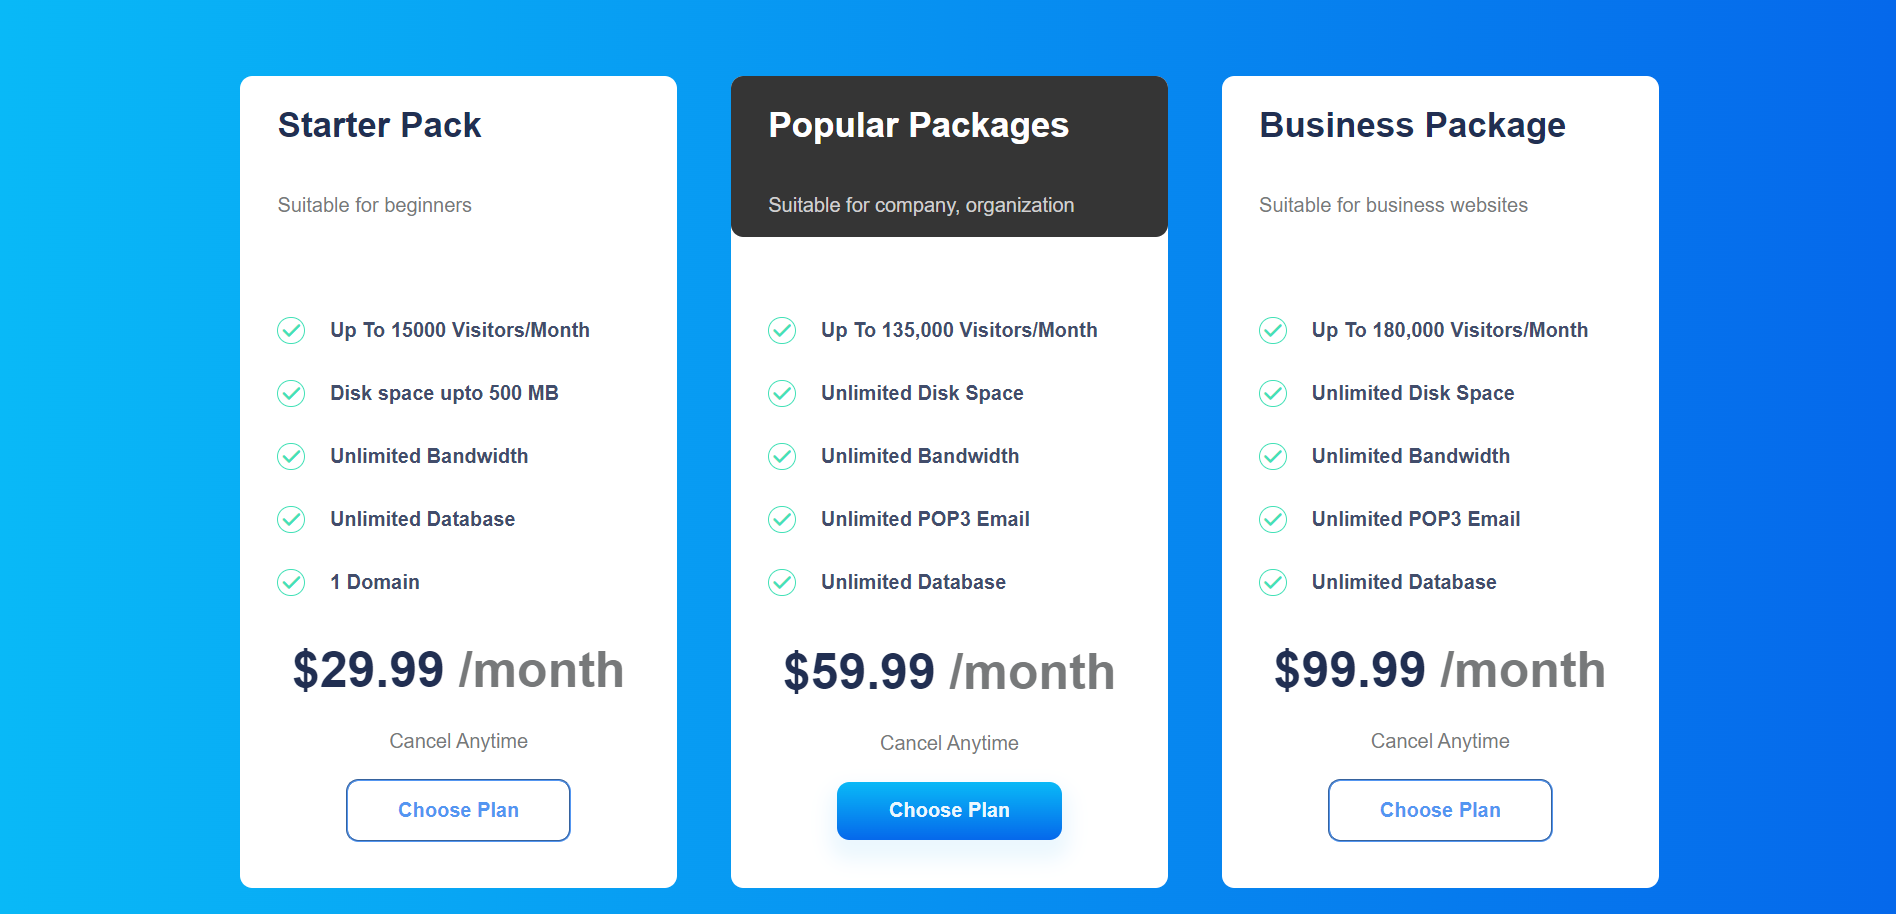 Starter Pack
Suitable for beginners
Up To 15000 Visitors/Month
Disk space upto 500 MB
Unlimited Bandwidth
Unlimited Database
1 Domain
$29.99 /month
Cancel Anytime
Choose Plan
Popular Packages
Suitable for company, organization
Up To 135,000 Visitors/Month
Unlimited Disk Space
Unlimited Bandwidth
Unlimited POP3 Email
Unlimited Database
$59.99 /month
Cancel Anytime
Choose Plan
Business Package
Suitable for business websites
Up To 180,000 Visitors/Month
Unlimited Disk Space
Unlimited Bandwidth
Unlimited POP3 Email
Unlimited Database
$99.99 /month
Cancel Anytime
Choose Plan